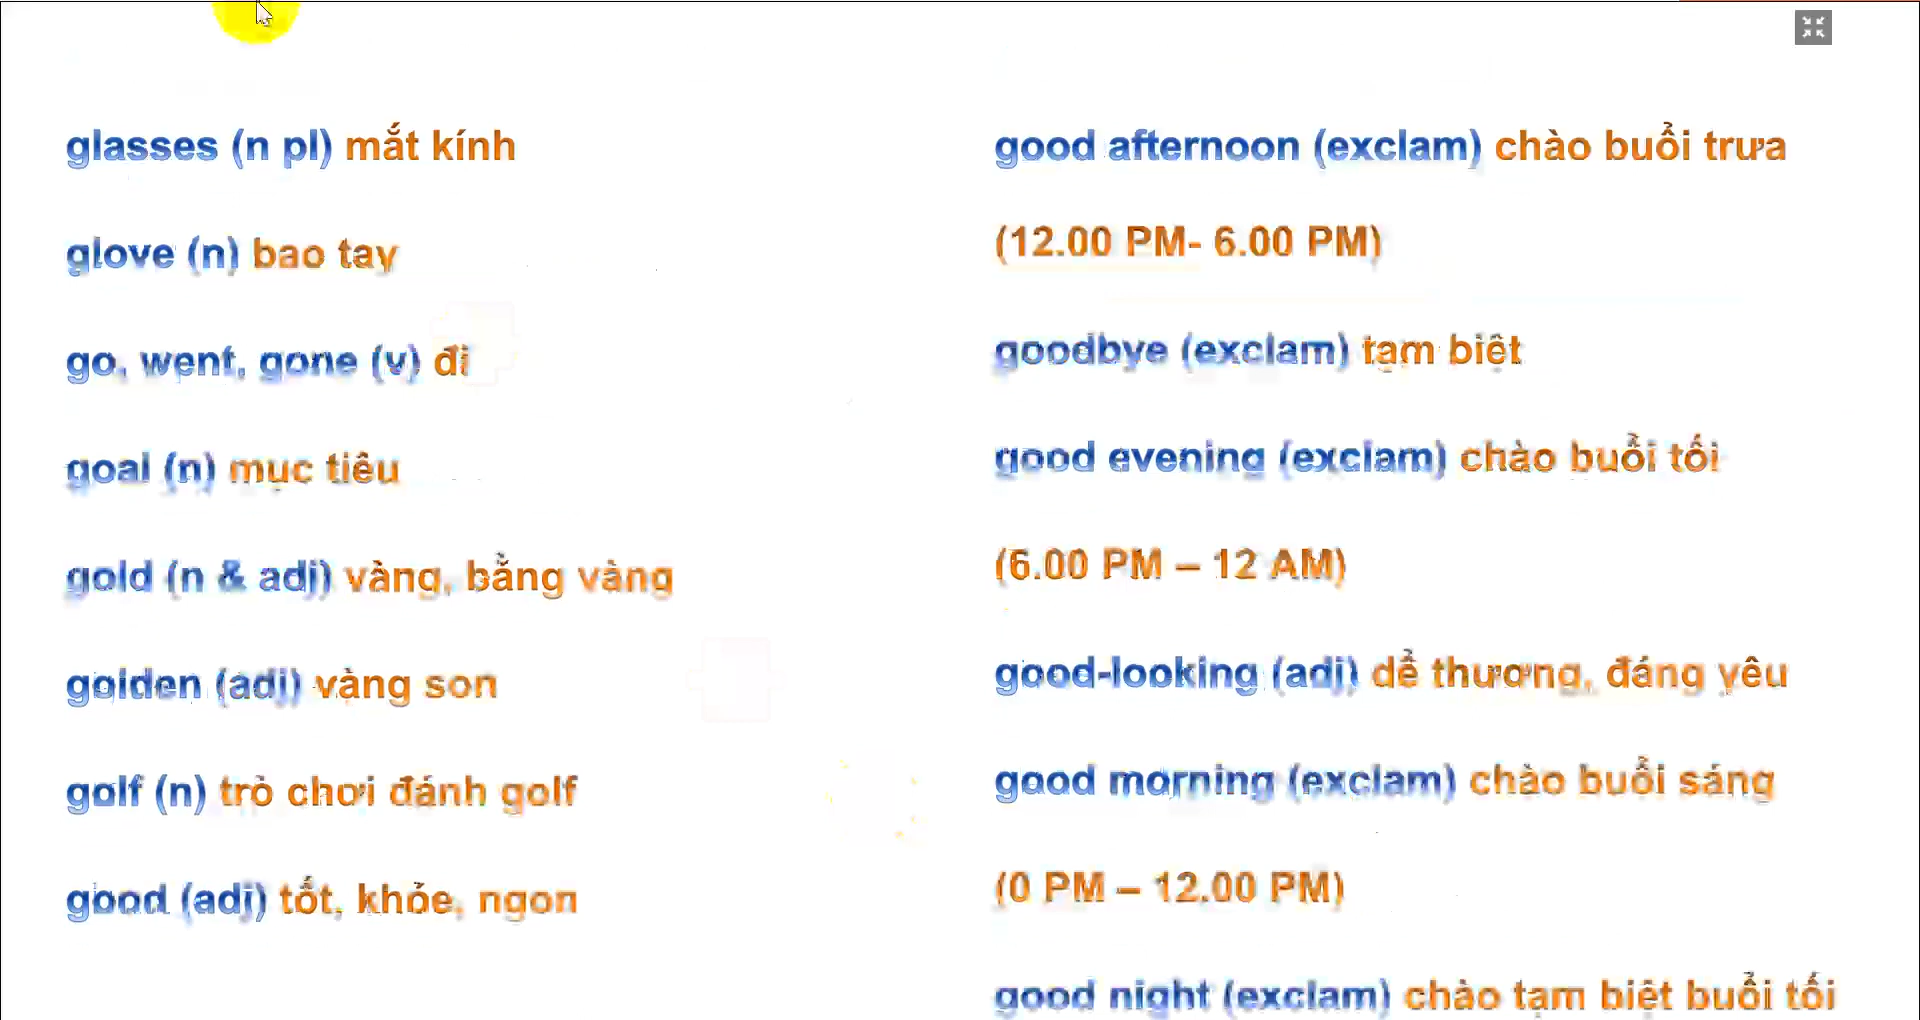 glasses (n pl) mắt kính
glove (n) bao tay
go, went, gone (v) đi
goal (n) mục tiêu
gold (n & adj) vàng, bằng vàng
golden (adj) vàng son
golf (n) trò chơi đánh golf
good (adj) tốt, khỏe, ngon
good afternoon (exclam) chào buổi trưa
(12.00 PM- 6.00 PM)
goodbye (exclam) tạm biệt
good evening (exclam) chào buổi tối
(6.00 PM – 12 AM)
good-looking (adj) dể thương, đáng yêu
good morning (exclam) chào buổi sáng
(0 PM – 12.00 PM)
good night (exclam) chào tạm biệt buổi tối